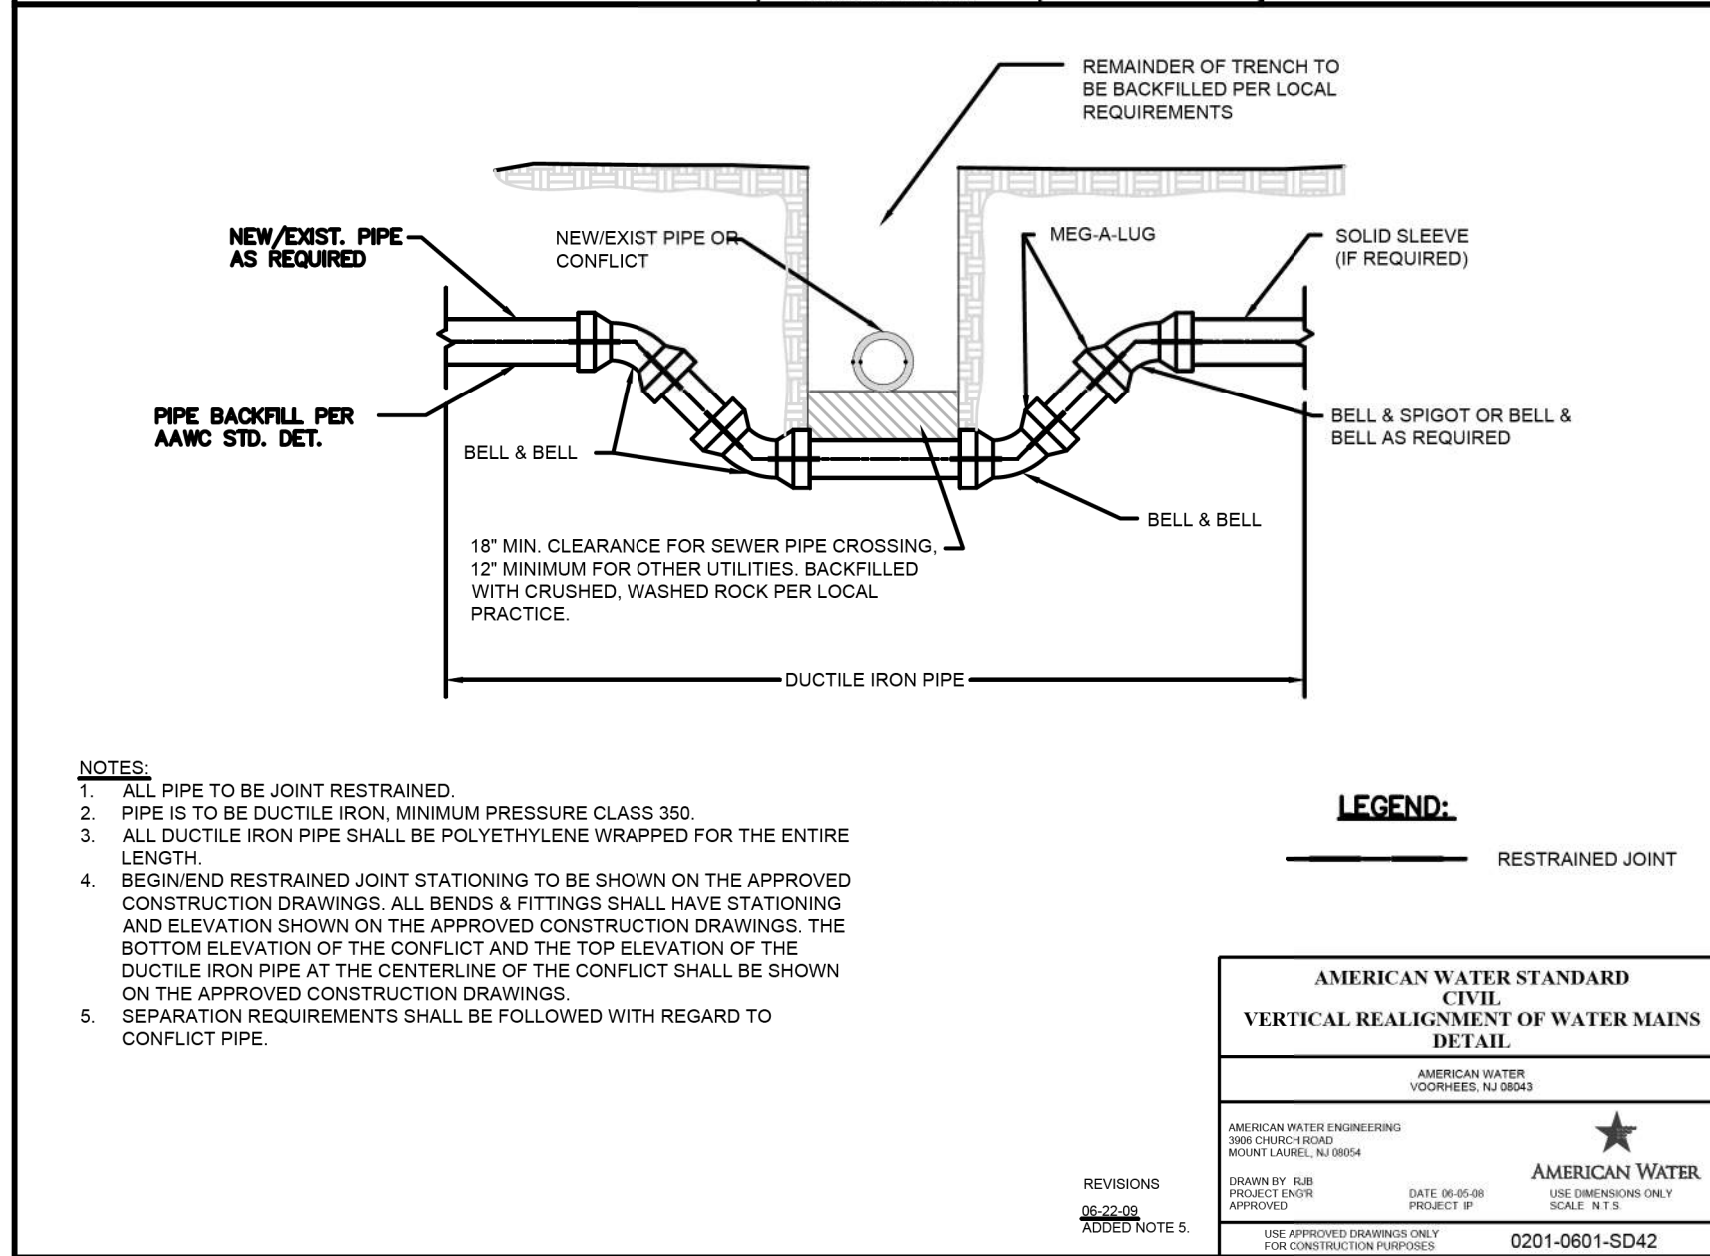 REMAINDER OF TRENCH TO
BE BACKFILLED PER LOCAL
REQUIREMENTS
NEW/EXIST. PIPE
AS REQUIRED
NEW/EXIST PIPE OR
CONFLICT
MEG-A-LUG
SOLID SLEEVE
(IF REQUIRED)
PIPE BACKFILL PER
AAWC STD. DET.
BELL & BELL
BELL & SPIGOT OR BELL &
BELL AS REQUIRED
BELL & BELL
18" MIN. CLEARANCE FOR SEWER PIPE CROSSING,
12" MINIMUM FOR OTHER UTILITIES. BACKFILLED
WITH CRUSHED, WASHED ROCK PER LOCAL
PRACTICE.
DUCTILE IRON PIPE
NOTES:
1. ALL PIPE TO BE JOINT RESTRAINED.
2. PIPE IS TO BE DUCTILE IRON, MINIMUM PRESSURE CLASS 350.
3. ALL DUCTILE IRON PIPE SHALL BE POLYETHYLENE WRAPPED FOR THE ENTIRE
LENGTH.
4. BEGIN/END RESTRAINED JOINT STATIONING TO BE SHOWN ON THE APPROVED
CONSTRUCTION DRAWINGS. ALL BENDS & FITTINGS SHALL HAVE STATIONING
AND ELEVATION SHOWN ON THE APPROVED CONSTRUCTION DRAWINGS. THE
BOTTOM ELEVATION OF THE CONFLICT AND THE TOP ELEVATION OF THE
DUCTILE IRON PIPE AT THE CENTERLINE OF THE CONFLICT SHALL BE SHOWN
ON THE APPROVED CONSTRUCTION DRAWINGS.
5. SEPARATION REQUIREMENTS SHALL BE FOLLOWED WITH REGARD TO
CONFLICT PIPE.
LEGEND:
RESTRAINED JOINT
AMERICAN WATER STANDARD
CIVIL
VERTICAL REALIGNMENT OF WATER MAINS
DETAIL
AMERICAN WATER
VOORHEES, NJ 08043
AMERICAN WATER ENGINEERING
3906 CHURCH ROAD
MOUNT LAUREL, NJ 08054
AMERICAN WATER
DRAWN BY RJB
PROJECT ENG'R
APPROVED
DATE 06-05-08
PROJECT IP
USE DIMENSIONS ONLY
SCALE N.T.S.
REVISIONS
06-22-09
ADDED NOTE 5.
USE APPROVED DRAWINGS ONLY
FOR CONSTRUCTION PURPOSES
0201-0601-SD42